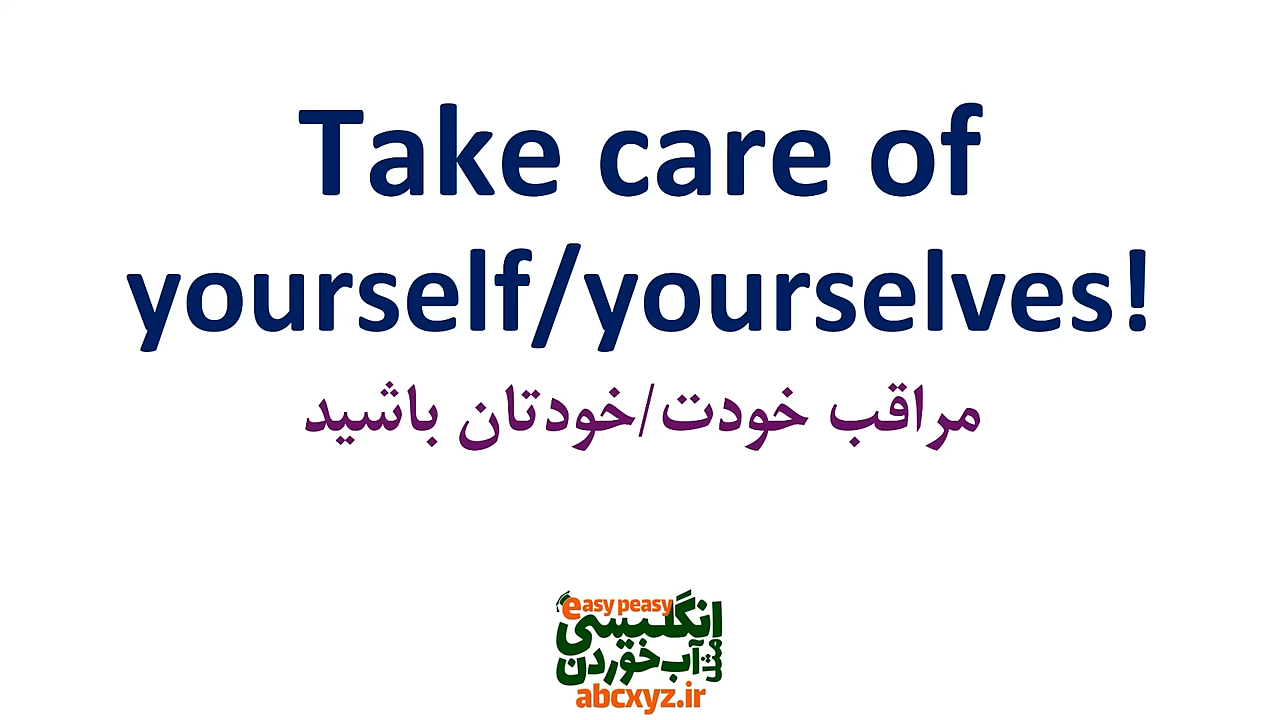 Take care of
yourself/yourselves!
مراقب خودت/خودتان باشید
easy peasy
انگلیسی
مثل
آب خوردن
abcxyz.ir